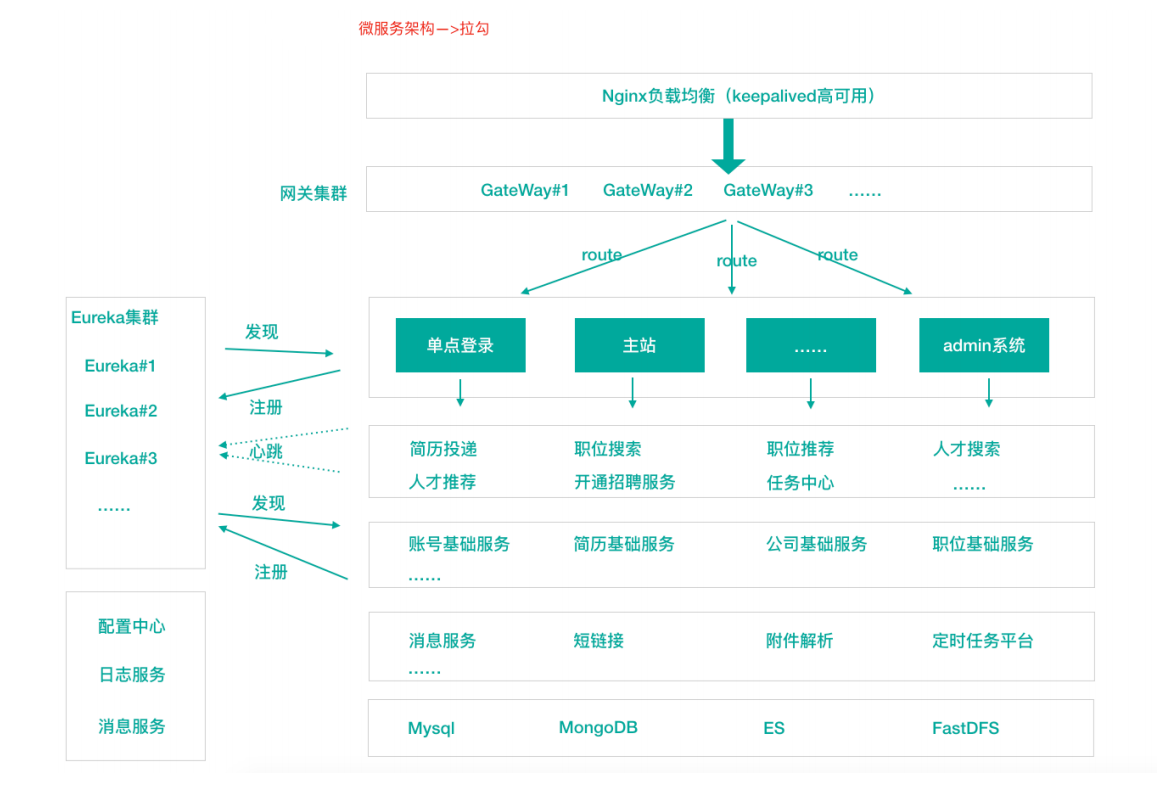 微服务架构—>拉勾
Nginx负载均衡（keepalived高可用）
网关集群
GateWay#1 GateWay#2 GateWay#3 ......
route route route
Eureka集群
Eureka#1
Eureka#2
Eureka#3
......
发现
注册
心跳
发现
注册
单点登录 主站 ...... admin系统
简历投递 职位搜索 职位推荐 人才搜索
人才推荐 开通招聘服务 任务中心 ......
账号基础服务 简历基础服务 公司基础服务 职位基础服务
......
配置中心
日志服务
消息服务
消息服务 短链接 附件解析 定时任务平台
......
Mysql MongoDB ES FastDFS